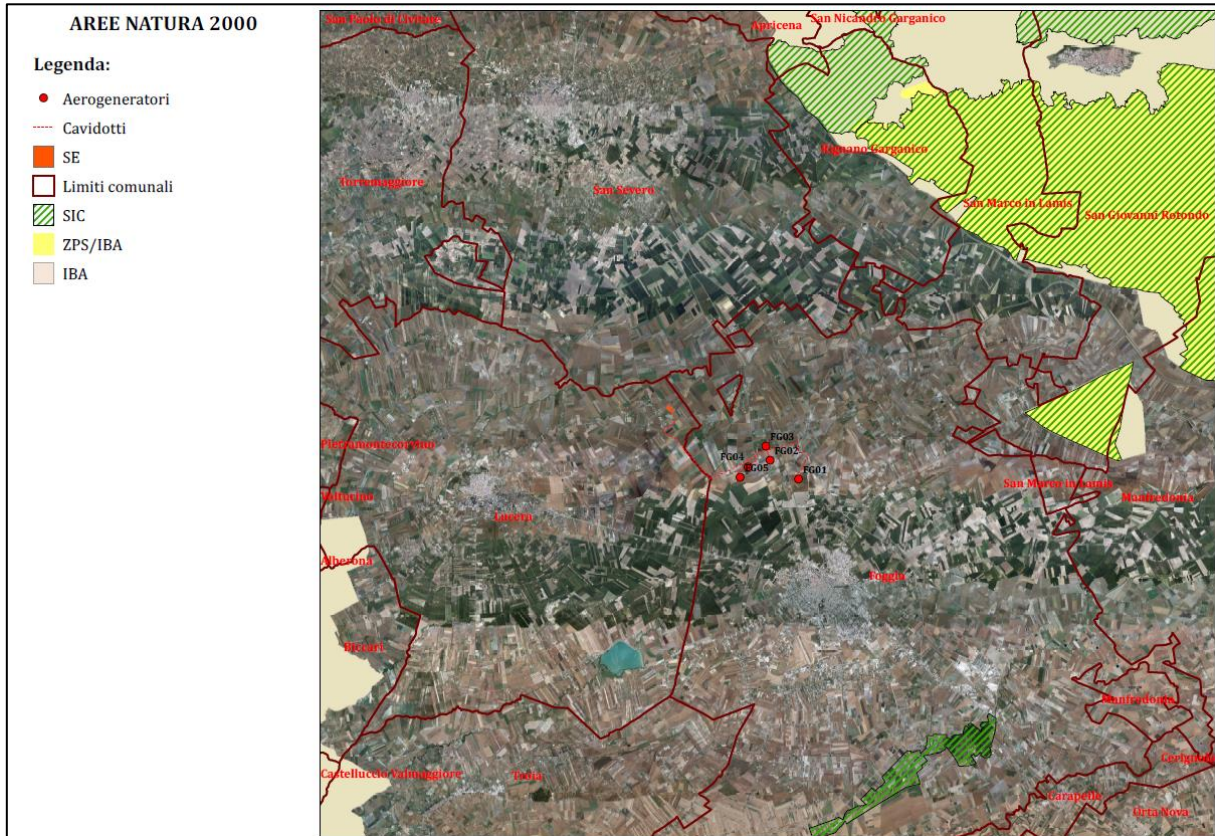 AREE NATURA 2000
Legenda:
Aerogeneratori
Cavidotti
SE
Limiti comunali
SIC
ZPS/IBA
IBA
San Paolo di Civitate
Apricena
San Nicandro Garganico
Rignano Garganico
Torremaggiore
San Severo
San Marco in Lamis
San Giovanni Rotondo
Pietramontecorvino
FG03
FG02
FG04
FG05
FG01
San Marco in Lamis
Manfredonia
Volturino
Lucera
Alberona
Foggia
Biccari
Manfredonia
Castelluccio Valmaggiore
Troia
Cerignola
Carapelle
Orta Nova